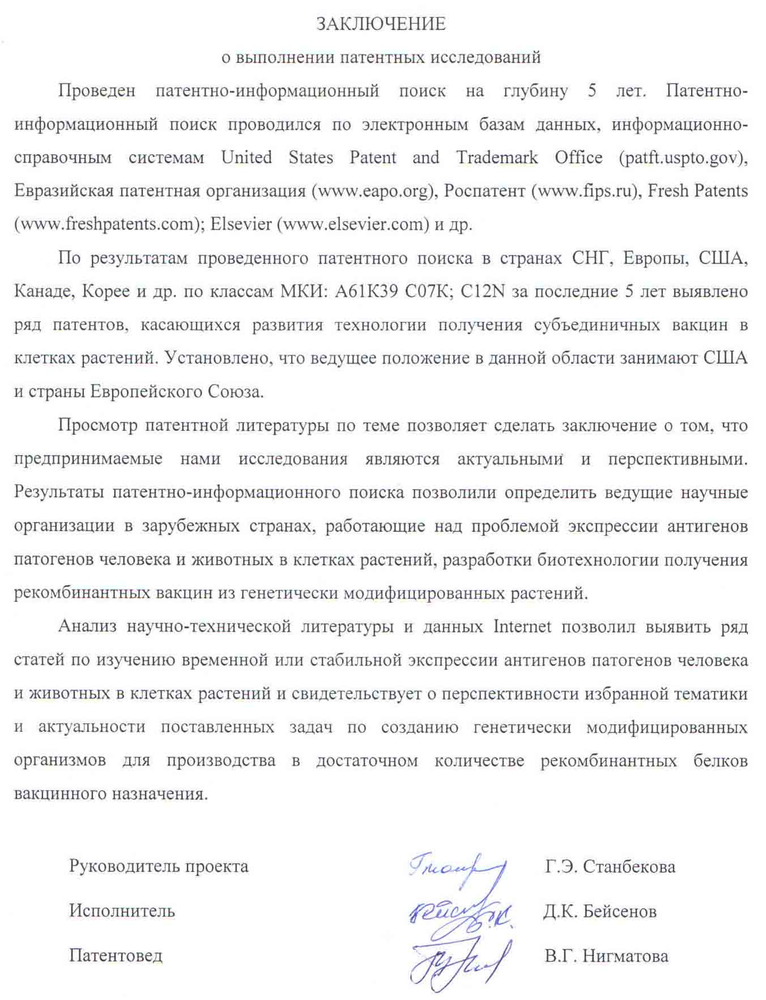 ЗАКЛЮЧЕНИЕ
о выполнении патентных исследований
Проведен патентно-информационный поиск на глубину 5 лет. Патентно-
информационный поиск проводился по электронным базам данных, информационно-
справочным системам United States Patent and Trademark Office (patft.uspto.gov),
Евразийская патентная организация (www.eapo.org), Роспатент (www.fips.ru), Fresh Patents
(www.freshpatents.com); Elsevier (www.elsevier.com) и др.
По результатам проведенного патентного поиска в странах СНГ, Европы, США,
Канаде, Корее и др. по классам МКИ: А61К39 С07К; C12N за последние 5 лет выявлено
ряд патентов, касающихся развития технологии получения субъединичных вакцин в
клетках растений. Установлено, что ведущее положение в данной области занимают США
и страны Европейского Союза.
Просмотр патентной литературы по теме позволяет сделать заключение о том, что
предпринимаемые нами исследования являются актуальными и перспективными.
Результаты патентно-информационного поиска позволили определить ведущие научные
организации в зарубежных странах, работающие над проблемой экспрессии антигенов
патогенов человека и животных в клетках растений, разработки биотехнологии получения
рекомбинантных вакцин из генетически модифицированных растений.
Анализ научно-технической литературы и данных Internet позволил выявить ряд
статей по изучению временной или стабильной экспрессии антигенов патогенов человека
и животных в клетках растений и свидетельствует о перспективности избранной тематики
и актуальности поставленных задач по созданию генетически модифицированных
организмов для производства в достаточном количестве рекомбинантных белков
вакцинного назначения.
Руководитель проекта Г.Э. Станбекова
Исполнитель Д.К. Бейсенов
Патентовед В.Г. Нигматова